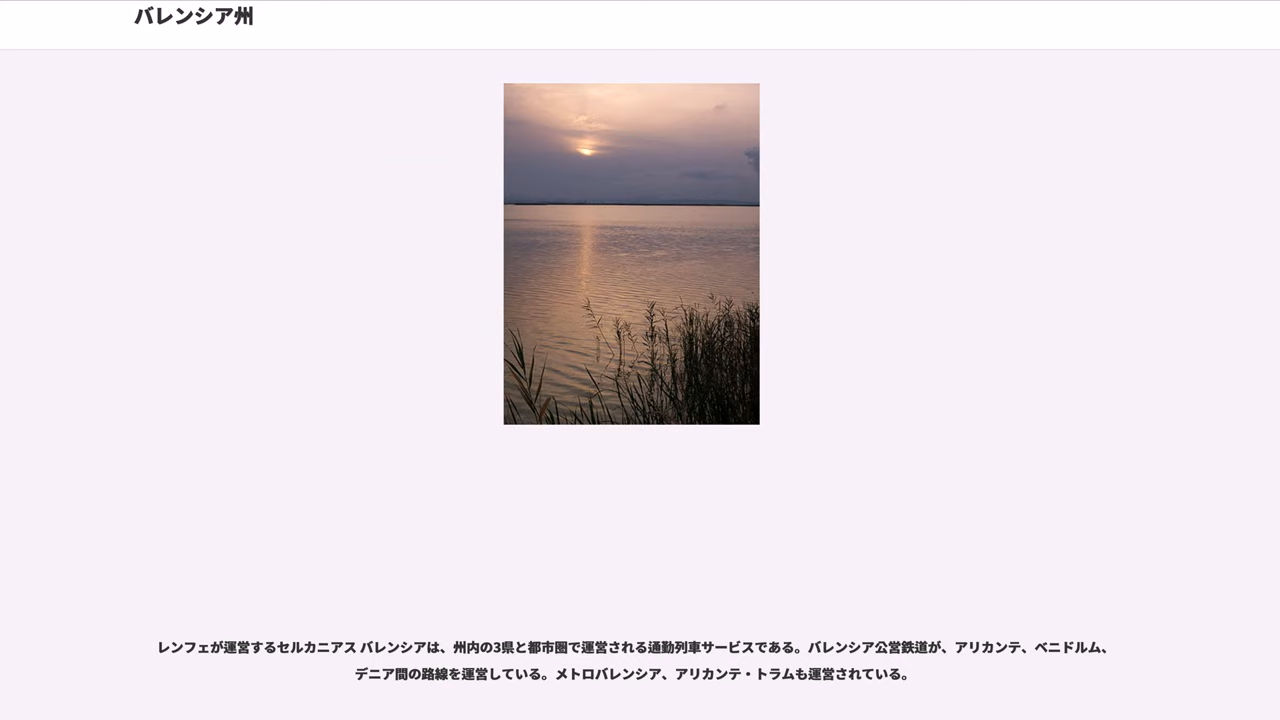 バレンシア州
レンフェが運営するセルカニアス バレンシアは、州内の3県と都市圏で運営される通勤列車サービスである。バレンシア公営鉄道が、アリカンテ、ベニドルム、
デニア間の路線を運営している。メトロバレンシア、アリカンテ・トラムも運営されている。